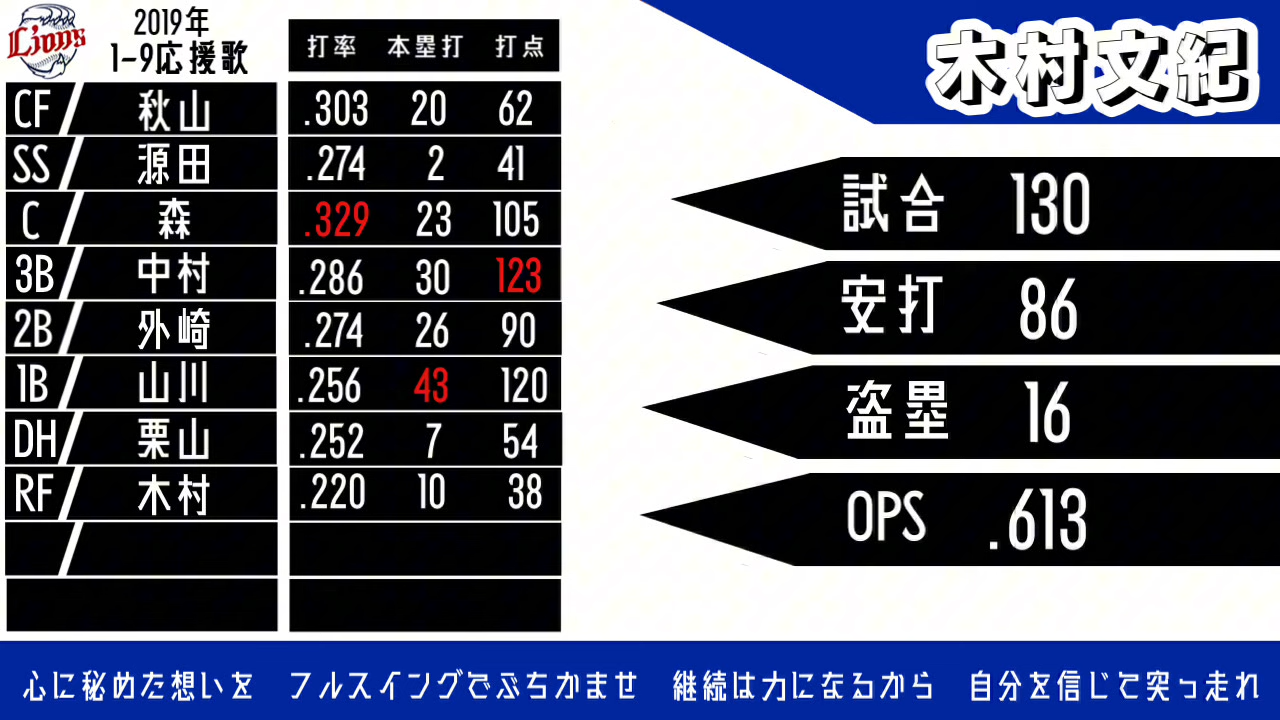 Lions
2019年
1-9応援歌
打率 本塁打 打点
CF 秋山 .303 20 62
SS 源田 .274 2 41
C 森 .329 23 105
3B 中村 .286 30 123
2B 外崎 .274 26 90
1B 山川 .256 43 120
DH 栗山 .252 7 54
RF 木村 .220 10 38
木村文紀
試合 130
安打 86
盗塁 16
OPS .613
心に秘めた想いを フルスイングでぶちかませ 継続は力になるから 自分を信じて突っ走れ